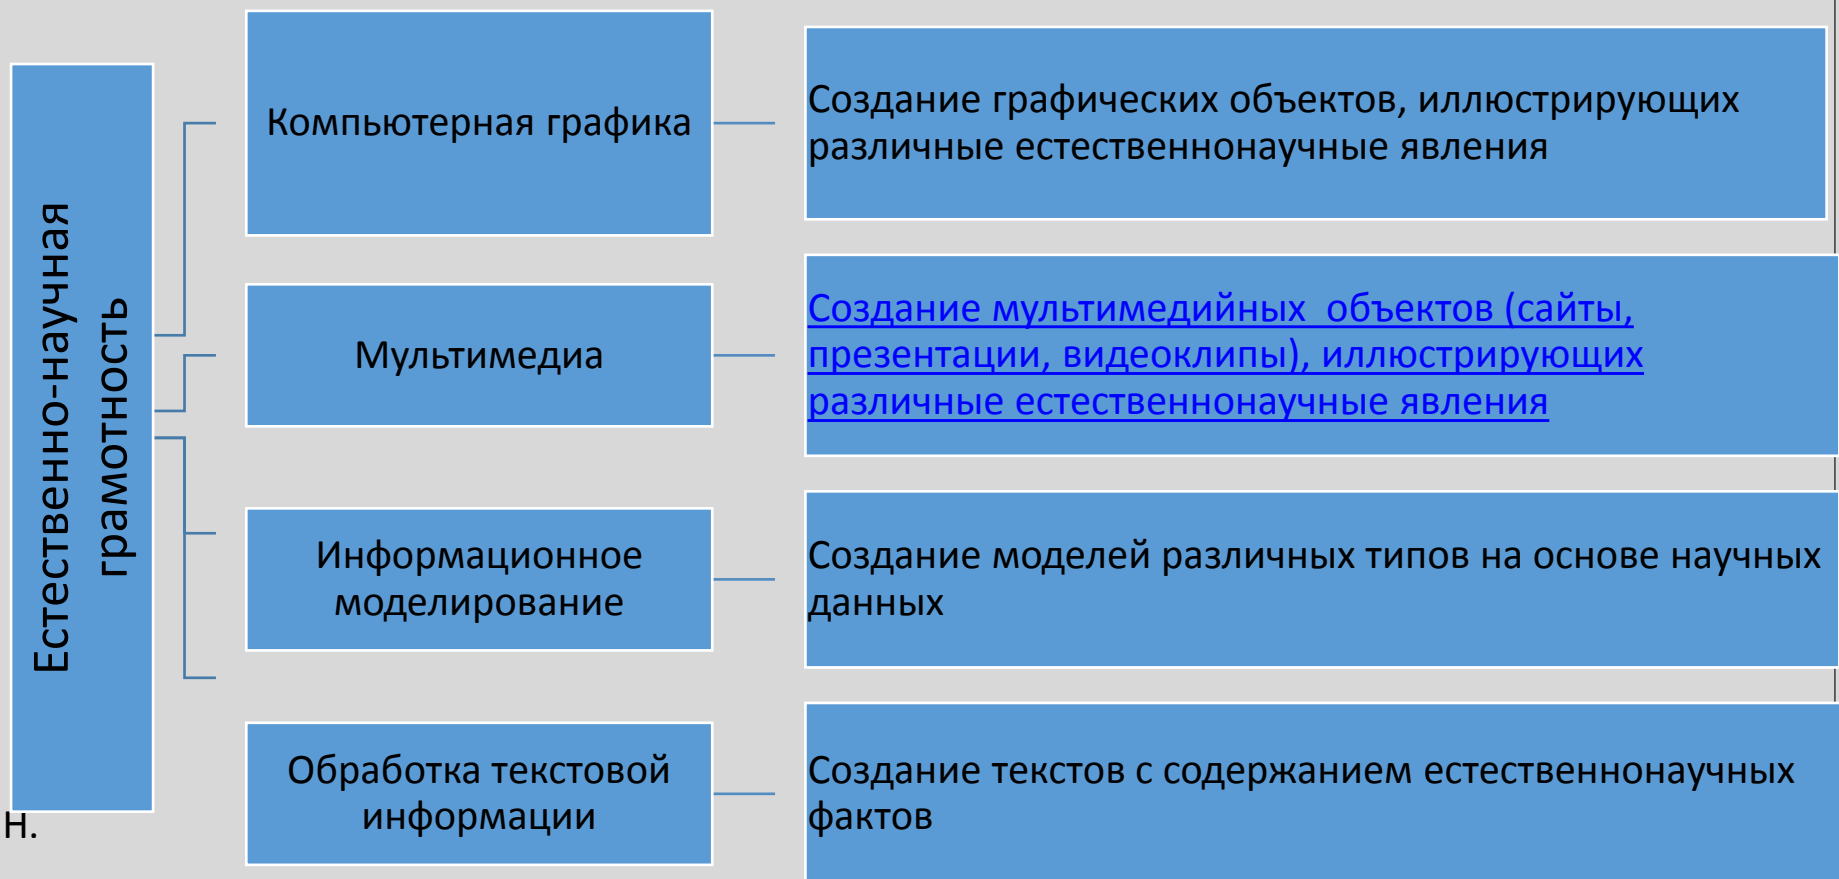 Естественно-научная
грамотность
Компьютерная графика
Создание графических объектов, иллюстрирующих
различные естественнонаучные явления
Мультимедиа
Создание мультимедийных  объектов (сайты,
презентации, видеоклипы), иллюстрирующих
различные естественнонаучные явления
Информационное
моделирование
Создание моделей различных типов на основе научных
данных
Обработка текстовой
информации
Создание текстов с содержанием естественнонаучных
фактов
н.